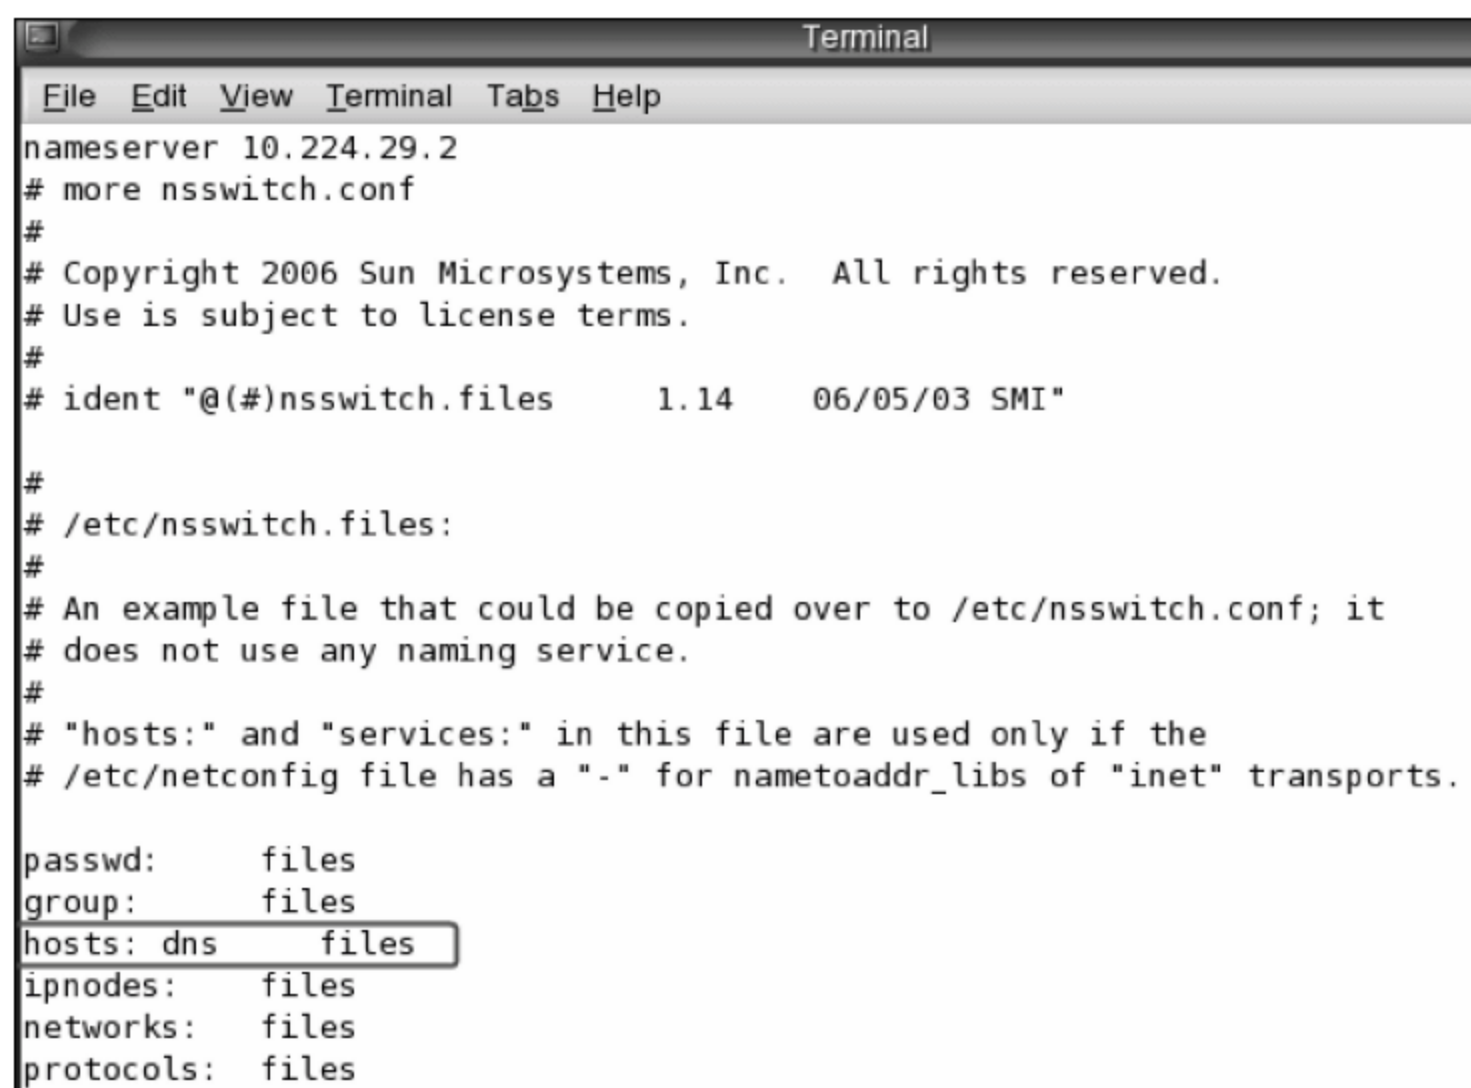 Terminal
File Edit View Terminal Tabs Help
nameserver 10.224.29.2
# more nsswitch.conf
#
# Copyright 2006 Sun Microsystems, Inc.  All rights reserved.
# Use is subject to license terms.
#
# ident "@(#)nsswitch.files     1.14    06/05/03 SMI"
#
# /etc/nsswitch.files:
#
# An example file that could be copied over to /etc/nsswitch.conf; it
# does not use any naming service.
#
# "hosts:" and "services:" in this file are used only if the
# /etc/netconfig file has a "-" for nametoaddr_libs of "inet" transports.
passwd:     files
group:      files
hosts: dns     files
ipnodes:    files
networks:   files
protocols:  files